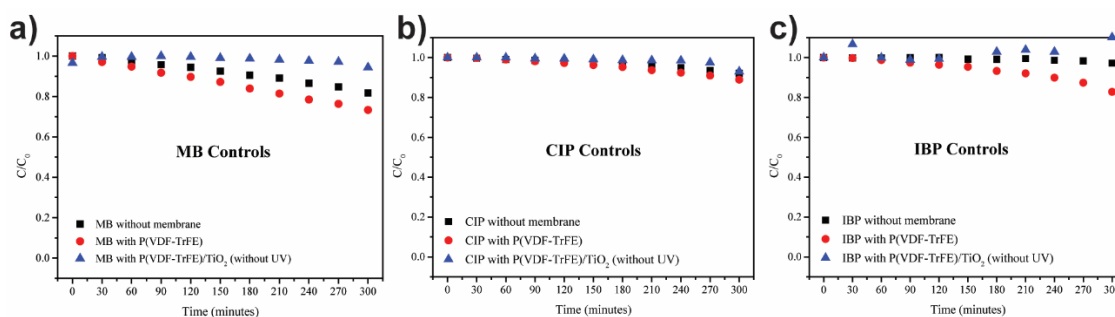 a)
1.0
0.8
0.6
0.4
0.2
0.0
C/C₀
MB Controls
MB without membrane
MB with P(VDF-TrFE)
MB with P(VDF-TrFE)/TiO₂ (without UV)
0 30 60 90 120 150 180 210 240 270 300
Time (minutes)
b)
1.0
0.8
0.6
0.4
0.2
0.0
C/C₀
CIP Controls
CIP without membrane
CIP with P(VDF-TrFE)
CIP with P(VDF-TrFE)/TiO₂ (without UV)
0 30 60 90 120 150 180 210 240 270 300
Time (minutes)
c)
1.0
0.8
0.6
0.4
0.2
0.0
C/C₀
IBP Controls
IBP without membrane
IBP with P(VDF-TrFE)
IBP with P(VDF-TrFE)/TiO₂ (without UV)
0 30 60 90 120 150 180 210 240 270 300
Time (minutes)